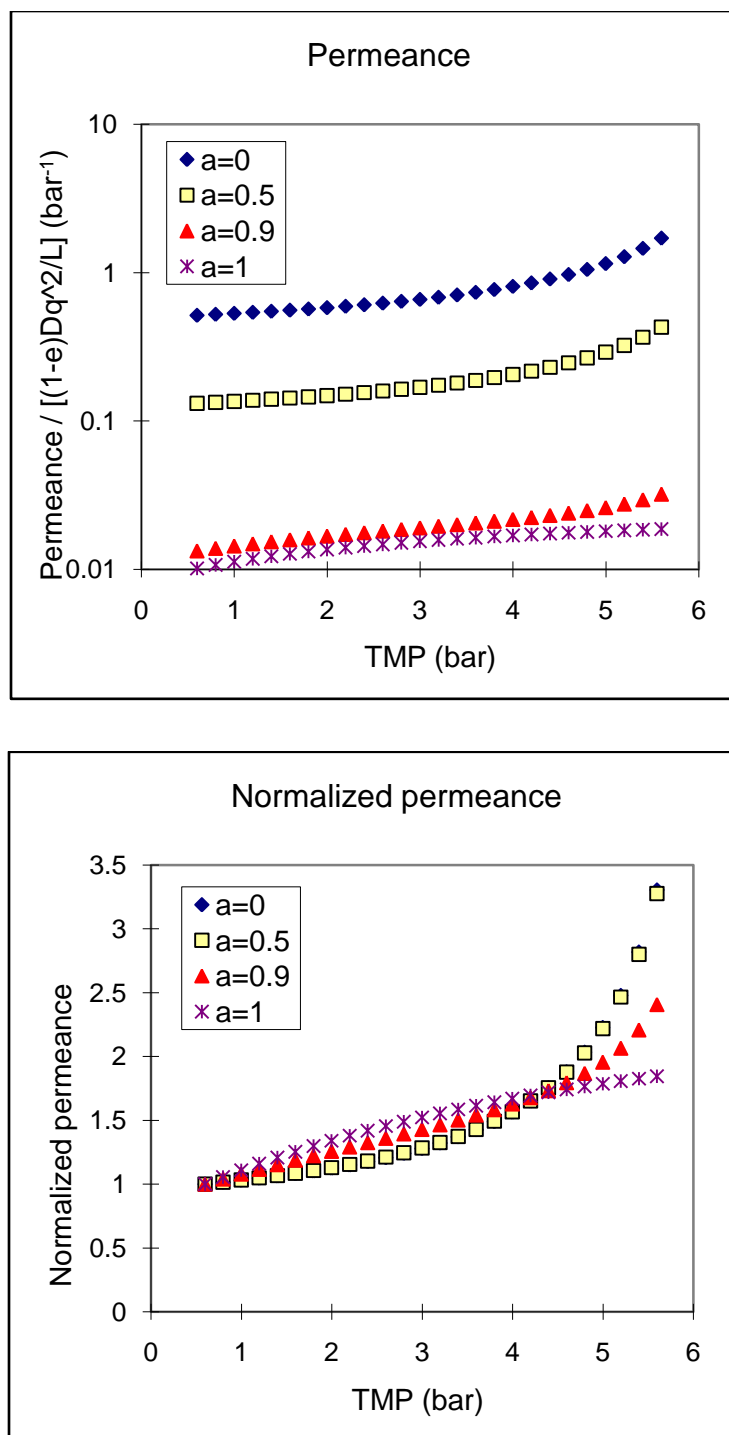 Permeance
Permeance / [(1-e)Dq^2/L] (bar⁻¹)
10
1
0.1
0.01
a=0
a=0.5
a=0.9
a=1
0 1 2 3 4 5 6
TMP (bar)
Normalized permeance
Normalized permeance
3.5
3
2.5
2
1.5
1
0.5
0
a=0
a=0.5
a=0.9
a=1
0 1 2 3 4 5 6
TMP (bar)